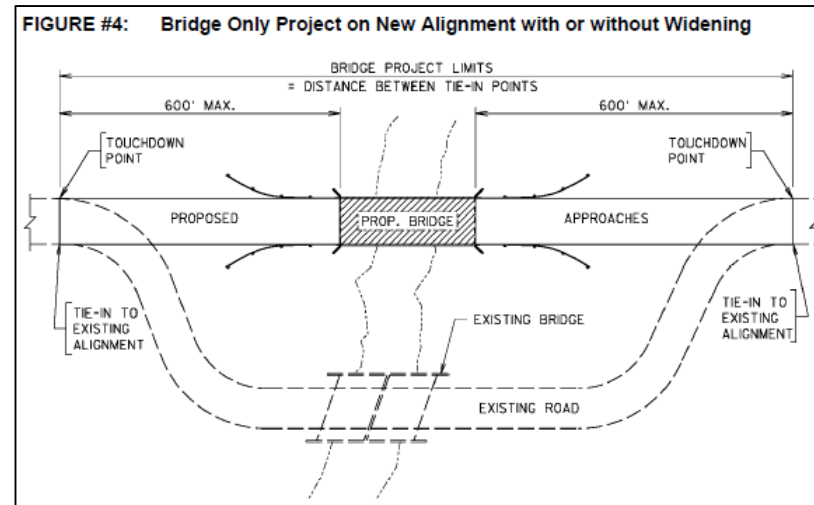 FIGURE #4: Bridge Only Project on New Alignment with or without Widening
BRIDGE PROJECT LIMITS
= DISTANCE BETWEEN TIE-IN POINTS
600' MAX.
600' MAX.
TOUCHDOWN
POINT
TOUCHDOWN
POINT
PROPOSED
PROP. BRIDGE
APPROACHES
TIE-IN TO
EXISTING
ALIGNMENT
TIE-IN TO
EXISTING
ALIGNMENT
EXISTING BRIDGE
EXISTING ROAD